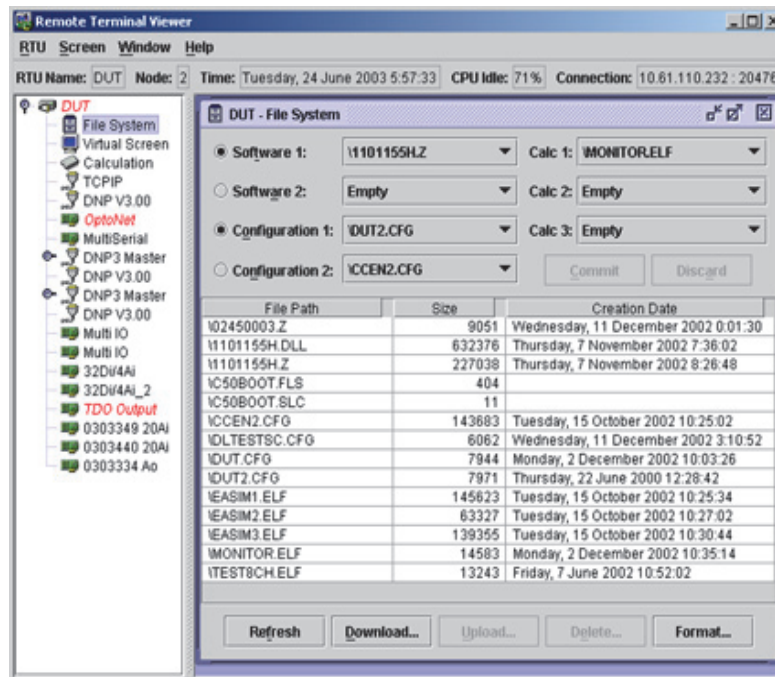 Remote Terminal Viewer
RTU Screen Window Help
RTU Name: DUT Node: 2 Time: Tuesday, 24 June 2003 5:57:33 CPU Idle: 71% Connection: 10.61.110.232 : 20476
DUT
File System
Virtual Screen
Calculation
TCPIP
DNP V3.00
OptoNet
MultiSerial
DNP3 Master
DNP V3.00
DNP3 Master
DNP V3.00
Multi IO
Multi IO
32Di/4Ai
32Di/4Ai_2
TDO Output
0303349 20Ai
0303440 20Ai
0303334 Ao
DUT - File System
Software 1: \1101155H.Z Calc 1: \MONITOR.ELF
Software 2: Empty Calc 2: Empty
Configuration 1: \DUT2.CFG Calc 3: Empty
Configuration 2: \CCEN2.CFG Commit Discard
File Path Size Creation Date
\02450003.Z 9051 Wednesday, 11 December 2002 0:01:30
\1101155H.DLL 632376 Thursday, 7 November 2002 7:36:02
\1101155H.Z 227038 Thursday, 7 November 2002 8:26:48
\C50BOOT.FLS 404
\C50BOOT.SLC 11
\CCEN2.CFG 143683 Tuesday, 15 October 2002 10:25:02
\DLTESTSC.CFG 6062 Wednesday, 11 December 2002 3:10:52
\DUT.CFG 7944 Monday, 2 December 2002 10:03:26
\DUT2.CFG 7971 Thursday, 22 June 2000 12:28:42
\EASIM1.ELF 145623 Tuesday, 15 October 2002 10:25:34
\EASIM2.ELF 63327 Tuesday, 15 October 2002 10:27:02
\EASIM3.ELF 139355 Tuesday, 15 October 2002 10:30:44
\MONITOR.ELF 14583 Monday, 2 December 2002 10:35:14
\TEST8CH.ELF 13243 Friday, 7 June 2002 10:52:02
Refresh Download... Upload... Delete... Format...